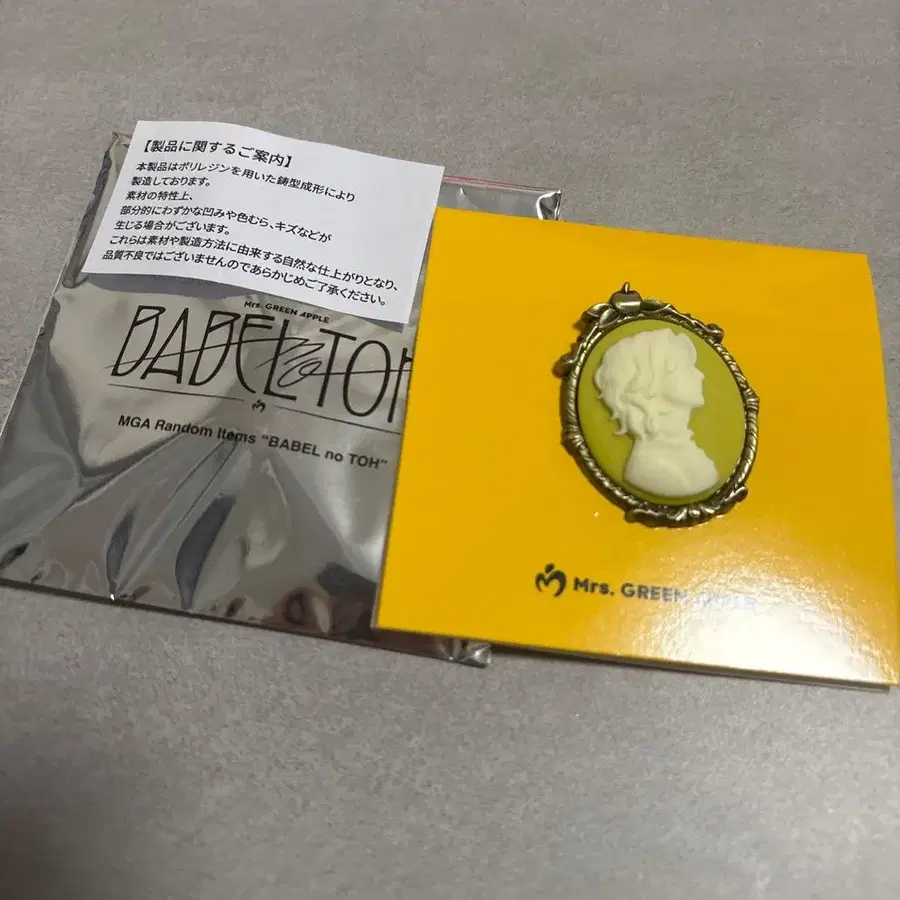 【製品に関するご案内】
本製品はポリレジンを用いた鋳型成形により
製造しております。
素材の特性上、
部分的にわずかな凹みや色むら、キズなどが
生じる場合がございます。
これらは素材や製造方法に由来する自然な仕上がりとなり、
品質不良ではございませんのであらかじめご了承ください。
Mrs. GREEN APPLE
BABEL no TOH
MGA Random Items "BABEL no TOH"
Mrs. GREEN APPLE